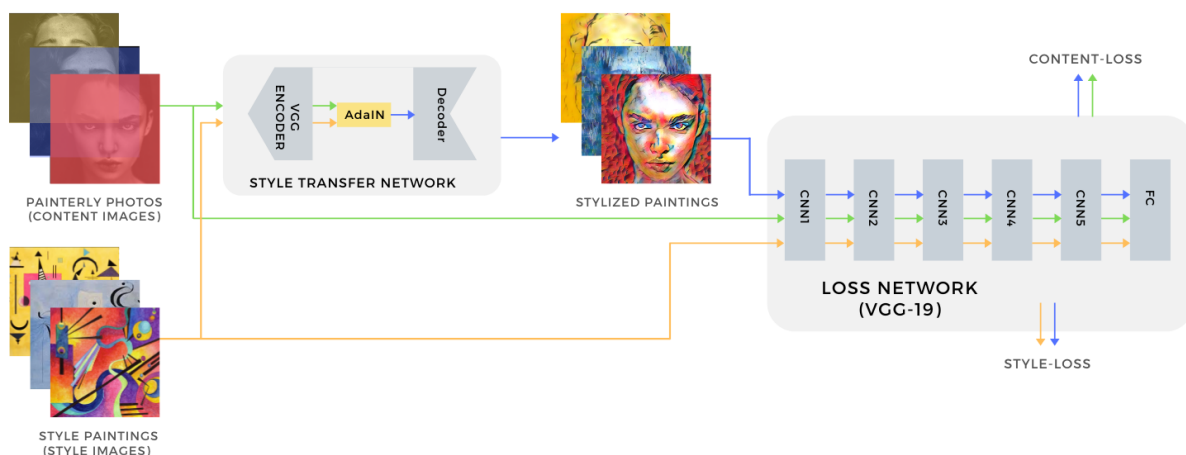 PAINTERLY PHOTOS
(CONTENT IMAGES)
STYLE PAINTINGS
(STYLE IMAGES)
VGG
ENCODER
AdaIN
Decoder
STYLE TRANSFER NETWORK
STYLIZED PAINTINGS
CONTENT-LOSS
CNN1
CNN2
CNN3
CNN4
CNN5
FC
LOSS NETWORK
(VGG-19)
STYLE-LOSS